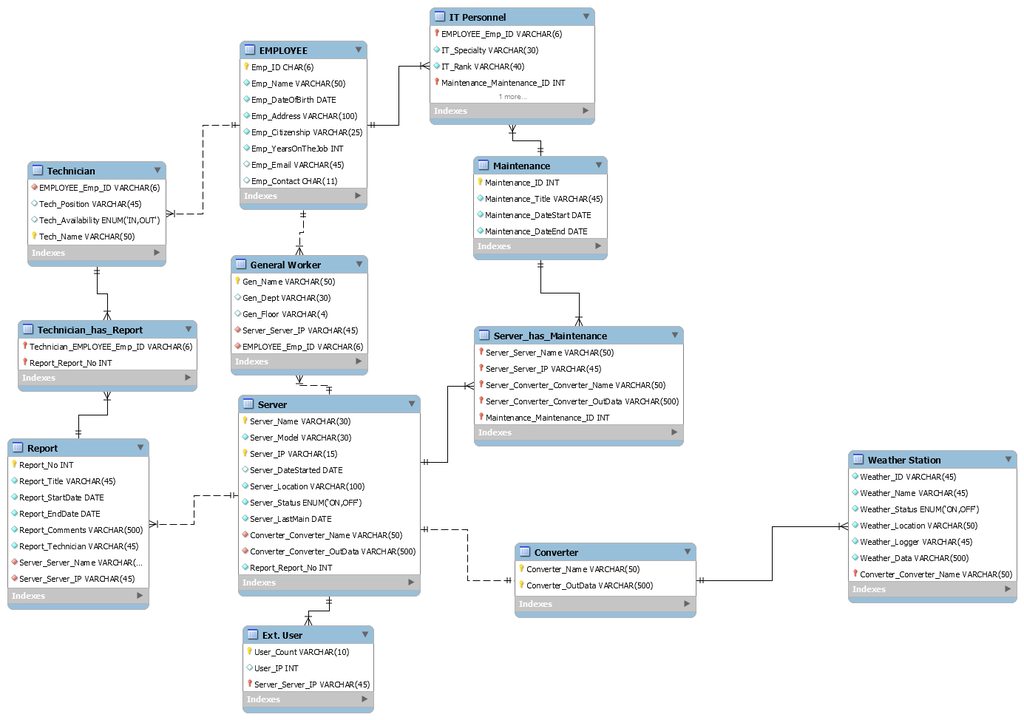 IT Personnel
EMPLOYEE_Emp_ID VARCHAR(6)
IT_Specialty VARCHAR(30)
IT_Rank VARCHAR(40)
Maintenance_Maintenance_ID INT
1 more...
Indexes
EMPLOYEE
Emp_ID CHAR(6)
Emp_Name VARCHAR(50)
Emp_DateOfBirth DATE
Emp_Address VARCHAR(100)
Emp_Citizenship VARCHAR(25)
Emp_YearsOnTheJob INT
Emp_Email VARCHAR(45)
Emp_Contact CHAR(11)
Indexes
Technician
EMPLOYEE_Emp_ID VARCHAR(6)
Tech_Position VARCHAR(45)
Tech_Availability ENUM('IN,OUT')
Tech_Name VARCHAR(50)
Indexes
Maintenance
Maintenance_ID INT
Maintenance_Title VARCHAR(45)
Maintenance_DateStart DATE
Maintenance_DateEnd DATE
Indexes
General Worker
Gen_Name VARCHAR(50)
Gen_Dept VARCHAR(30)
Gen_Floor VARCHAR(4)
Server_Server_IP VARCHAR(45)
EMPLOYEE_Emp_ID VARCHAR(6)
Indexes
Technician_has_Report
Technician_EMPLOYEE_Emp_ID VARCHAR(6)
Report_Report_No INT
Indexes
Server_has_Maintenance
Server_Server_Name VARCHAR(50)
Server_Server_IP VARCHAR(45)
Server_Converter_Converter_Name VARCHAR(50)
Server_Converter_Converter_OutData VARCHAR(500)
Maintenance_Maintenance_ID INT
Indexes
Server
Server_Name VARCHAR(30)
Server_Model VARCHAR(30)
Server_IP VARCHAR(15)
Server_DateStarted DATE
Server_Location VARCHAR(100)
Server_Status ENUM('ON,OFF')
Server_LastMain DATE
Converter_Converter_Name VARCHAR(50)
Converter_Converter_OutData VARCHAR(500)
Report_Report_No INT
Indexes
Report
Report_No INT
Report_Title VARCHAR(45)
Report_StartDate DATE
Report_EndDate DATE
Report_Comments VARCHAR(500)
Report_Technician VARCHAR(45)
Server_Server_Name VARCHAR(...
Server_Server_IP VARCHAR(45)
Indexes
Weather Station
Weather_ID VARCHAR(45)
Weather_Name VARCHAR(45)
Weather_Status ENUM('ON,OFF')
Weather_Location VARCHAR(50)
Weather_Logger VARCHAR(45)
Weather_Data VARCHAR(500)
Converter_Converter_Name VARCHAR(50)
Indexes
Converter
Converter_Name VARCHAR(50)
Converter_OutData VARCHAR(500)
Indexes
Ext. User
User_Count VARCHAR(10)
User_IP INT
Server_Server_IP VARCHAR(45)
Indexes